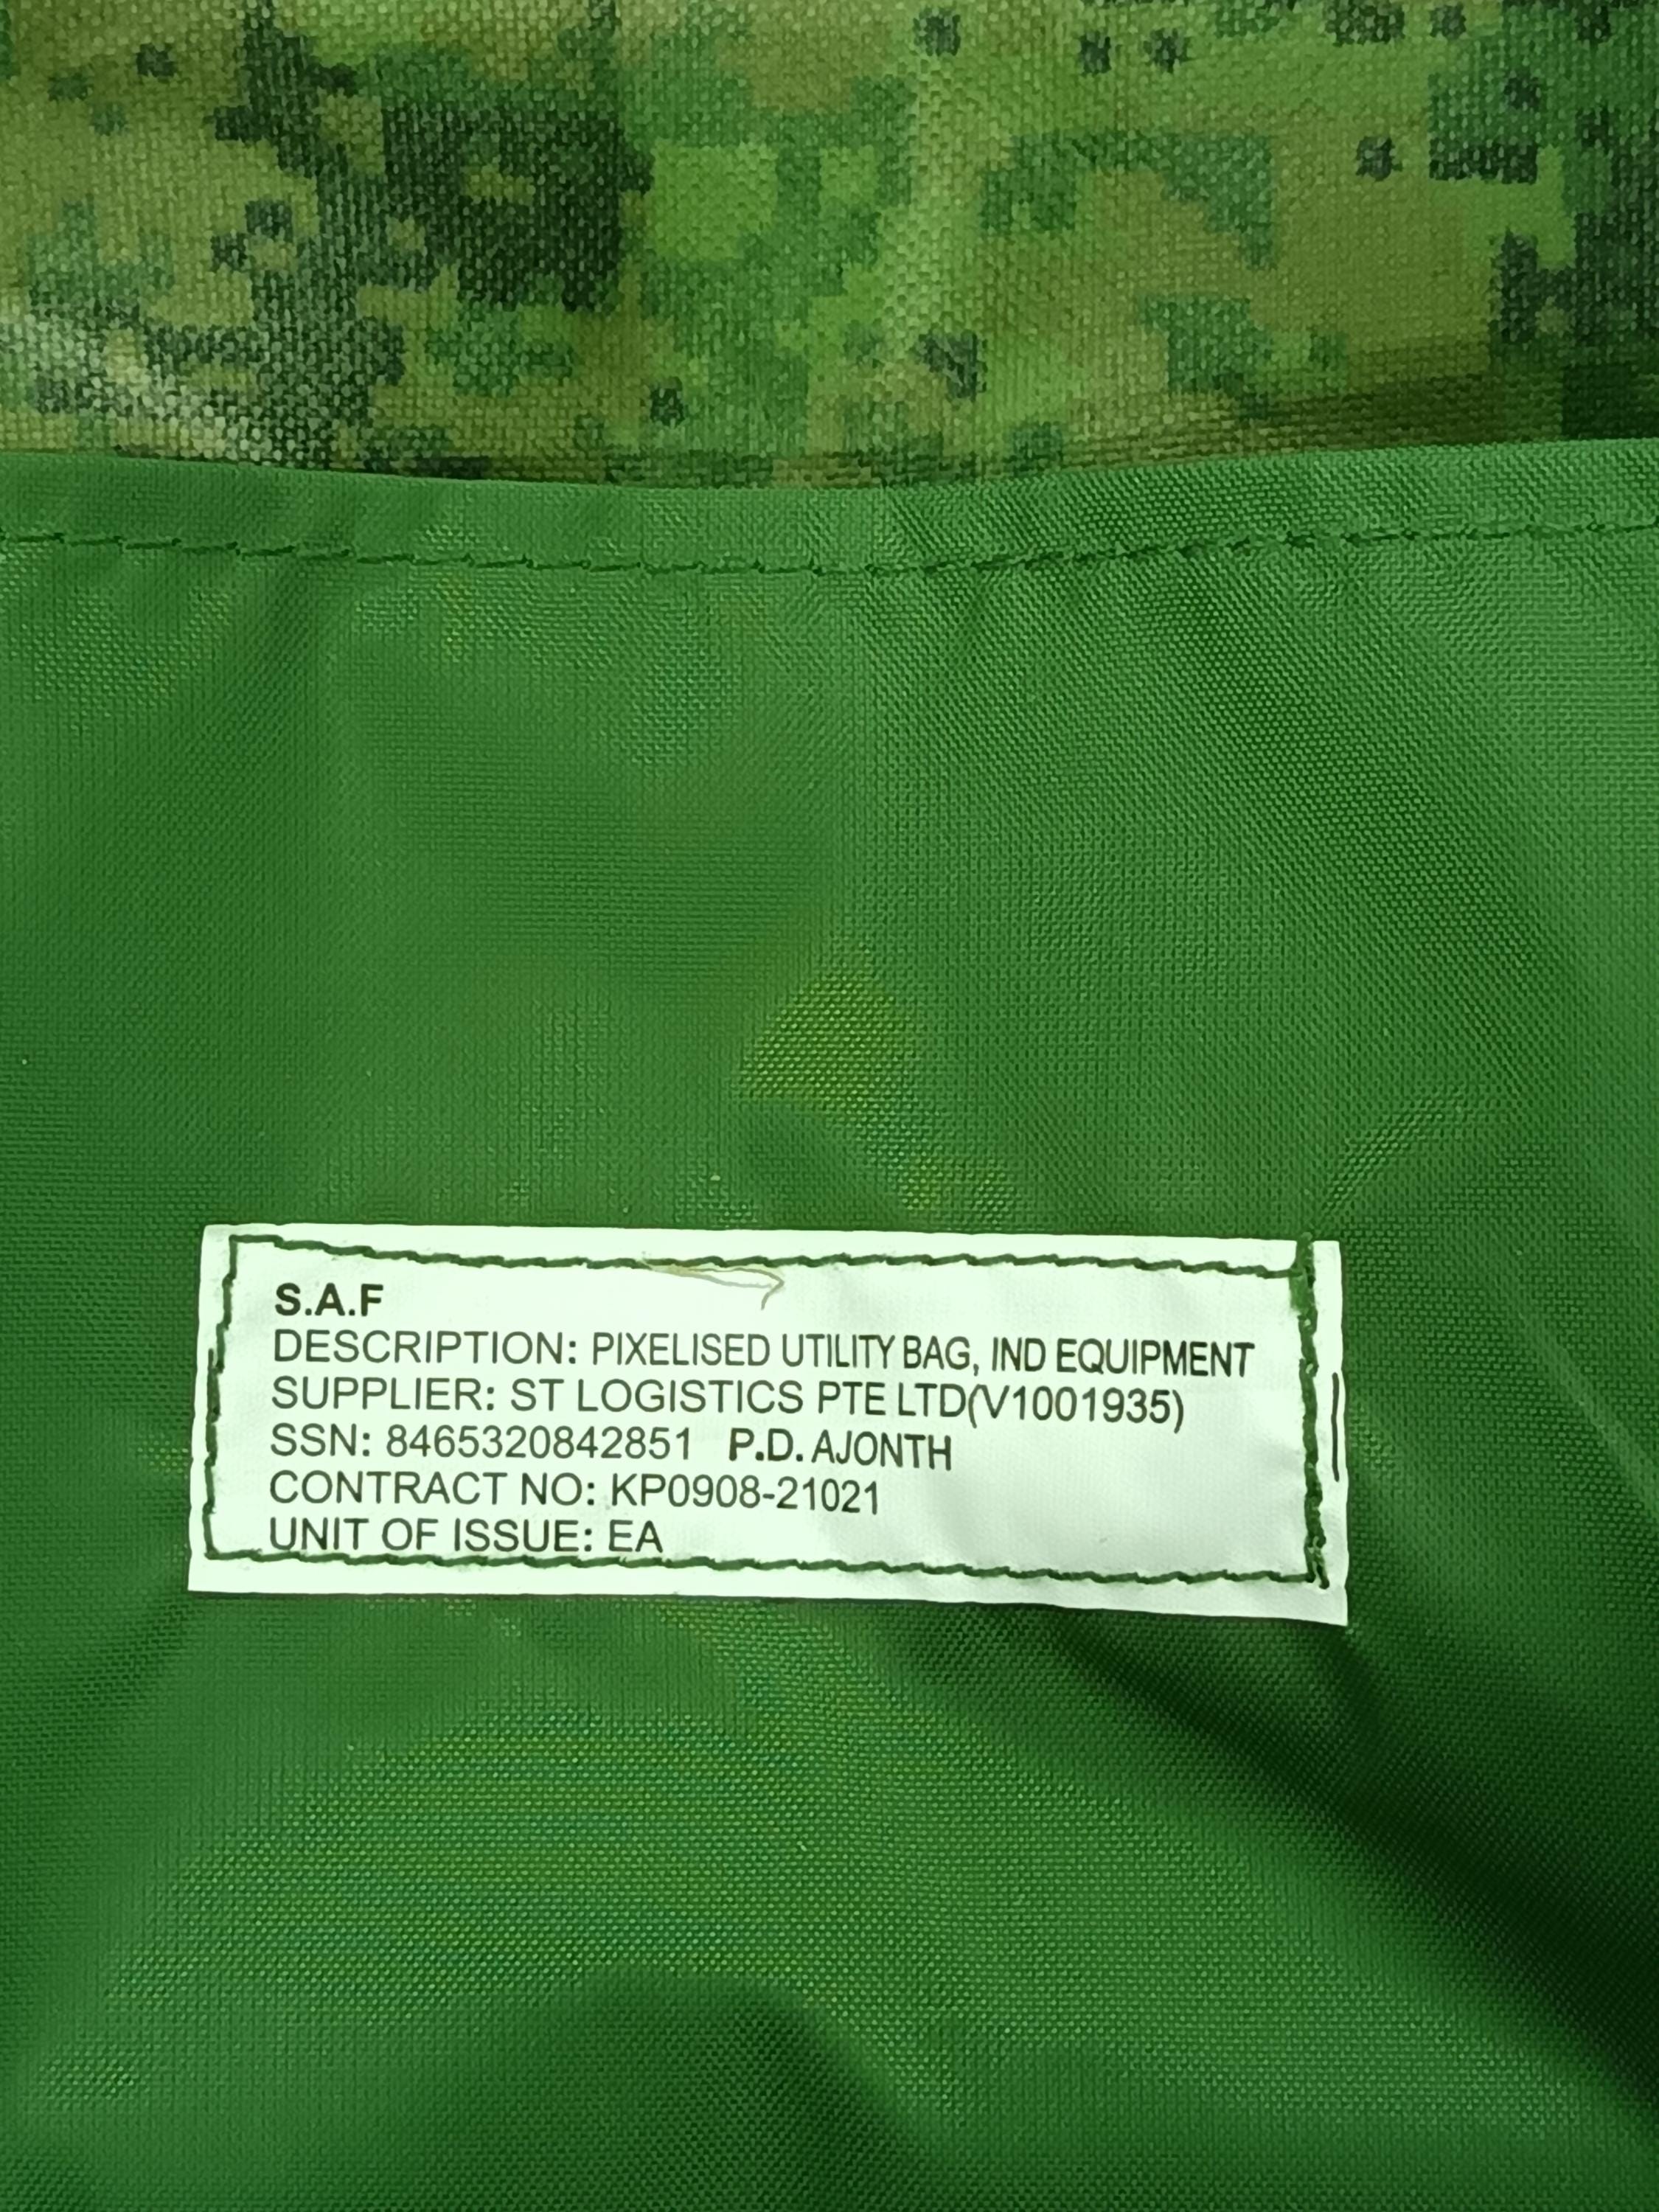 S.A.F
DESCRIPTION: PIXELISED UTILITY BAG, IND EQUIPMENT
SUPPLIER: ST LOGISTICS PTE LTD(V1001935)
SSN: 8465320842851 P.D. AJONTH
CONTRACT NO: KP0908-21021
UNIT OF ISSUE: EA